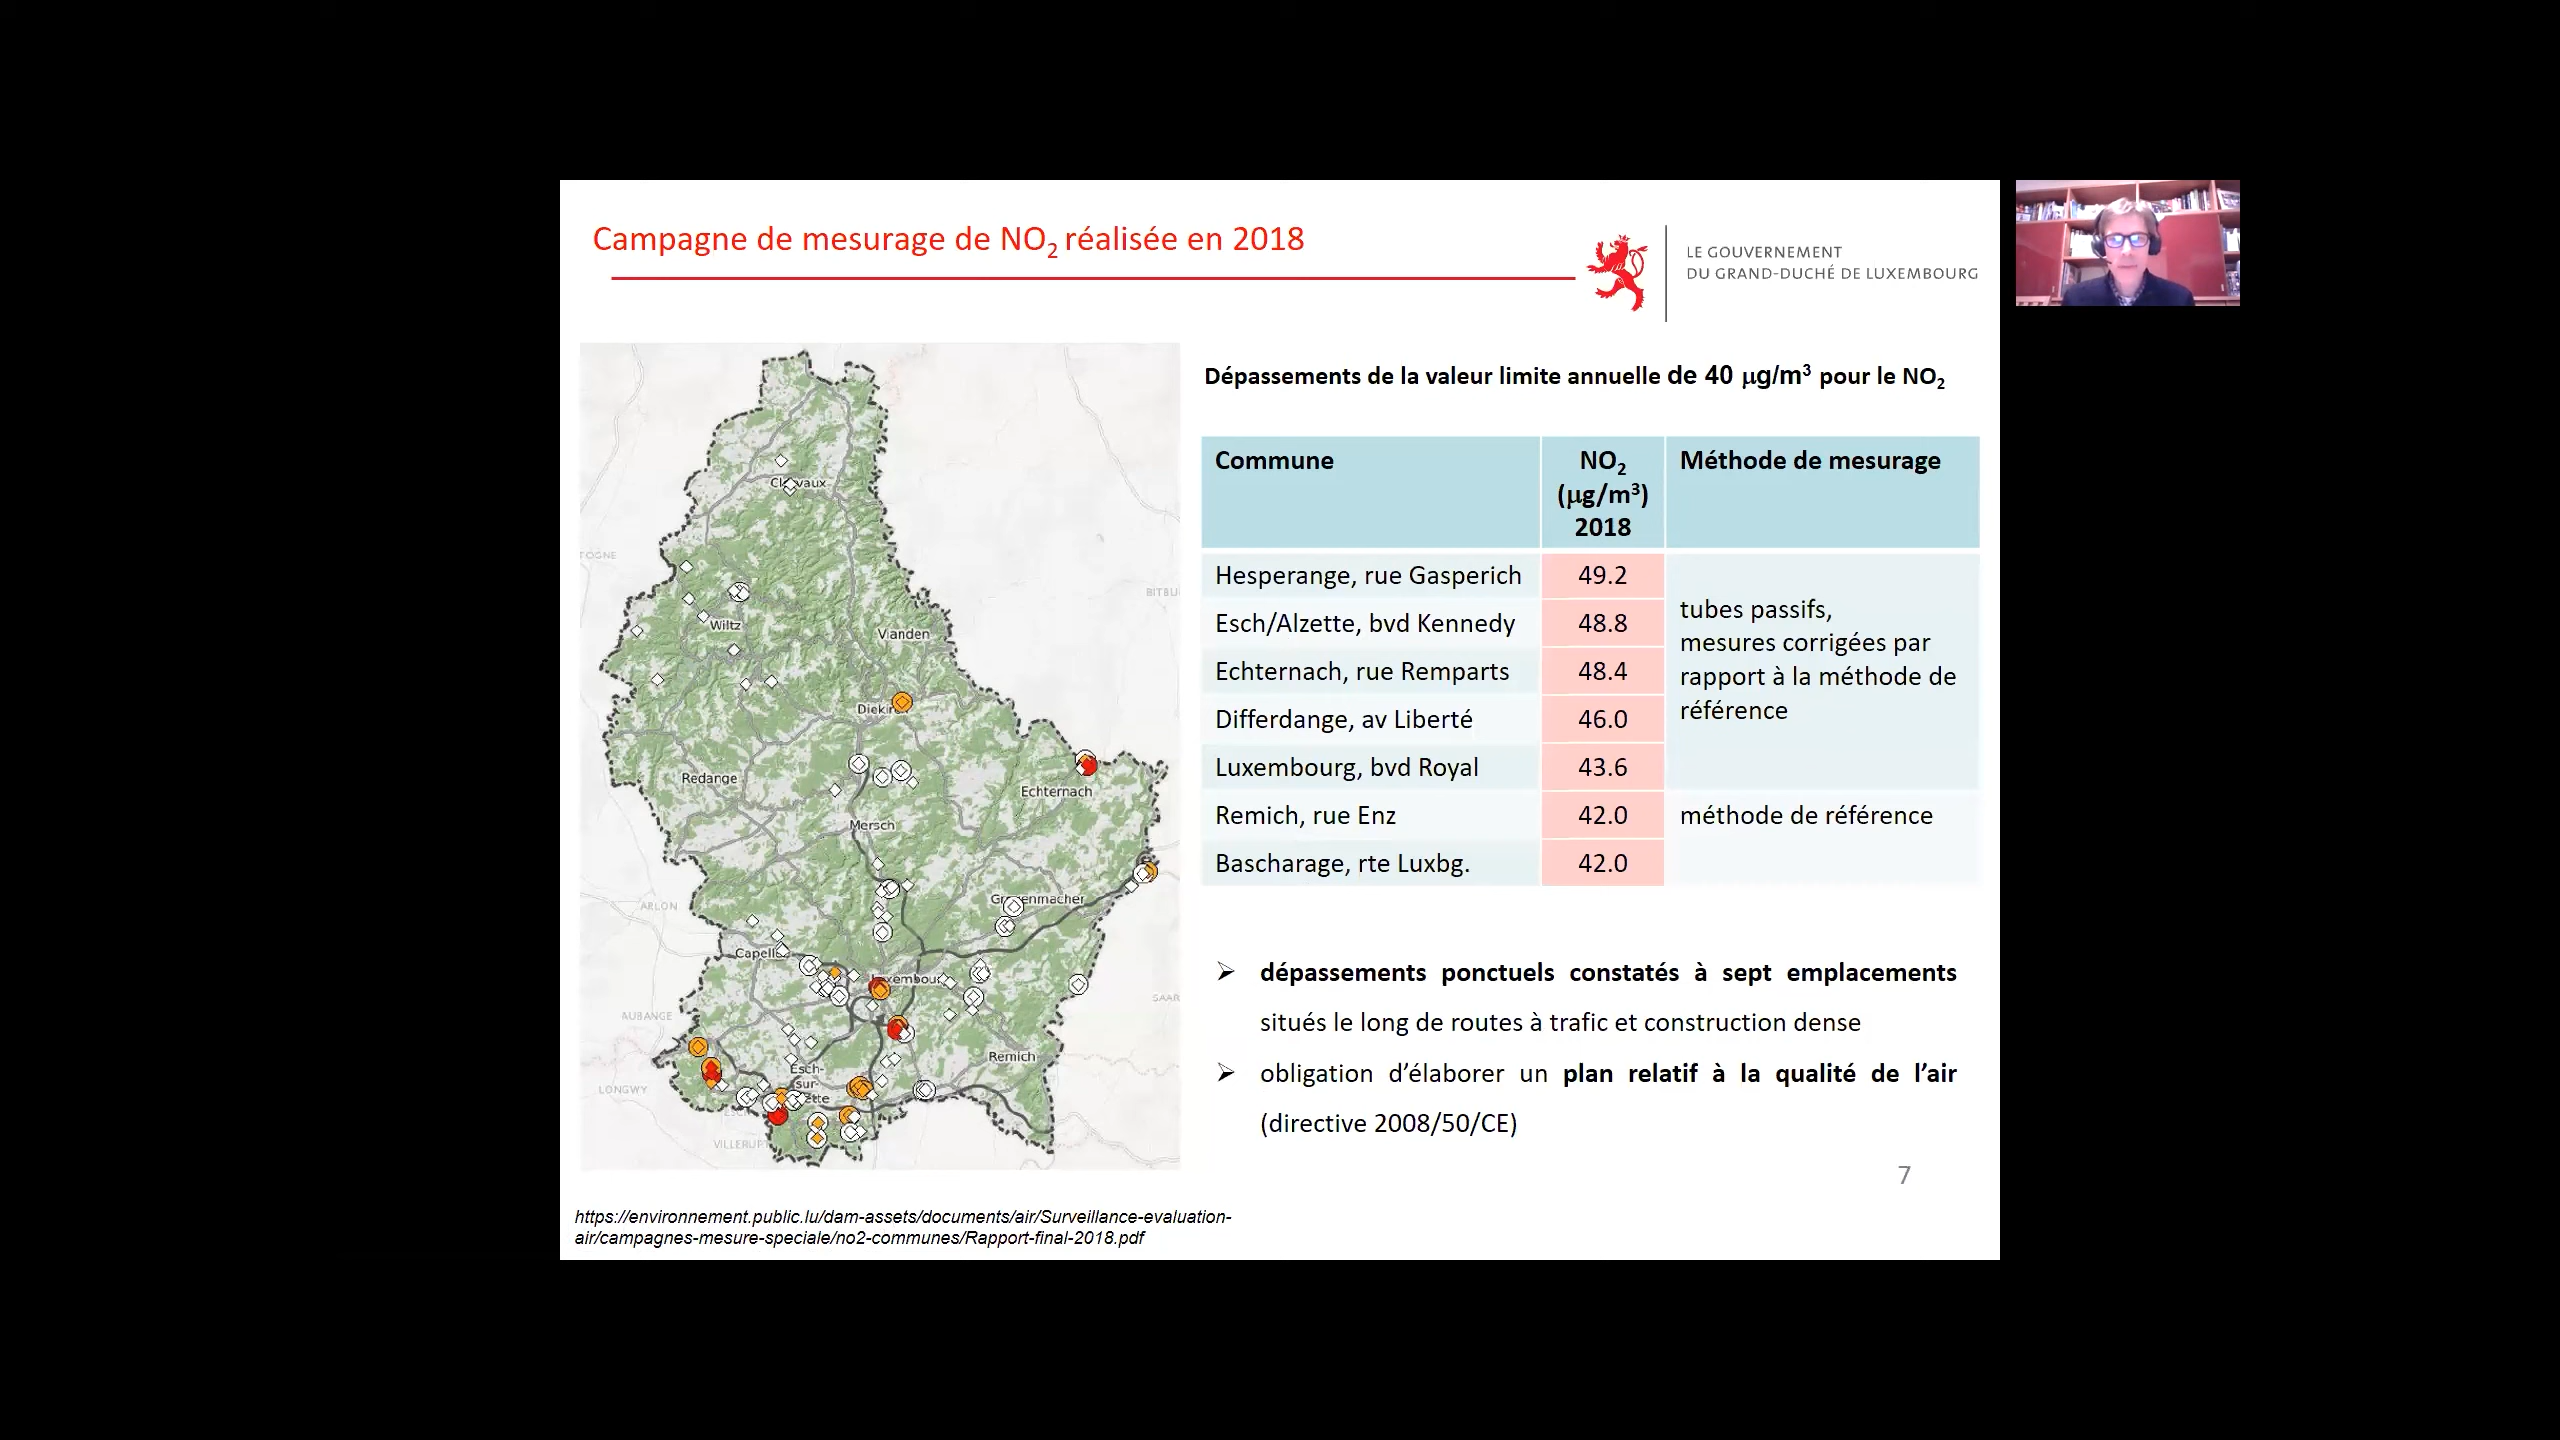 Campagne de mesurage de NO2 réalisée en 2018
LE GOUVERNEMENT
DU GRAND-DUCHÉ DE LUXEMBOURG
Dépassements de la valeur limite annuelle de 40 µg/m³ pour le NO2
Commune
NO2
(µg/m³)
2018
Méthode de mesurage
Hesperange, rue Gasperich 49.2
Esch/Alzette, bvd Kennedy 48.8
Echternach, rue Remparts 48.4
Differdange, av Liberté 46.0
Luxembourg, bvd Royal 43.6
tubes passifs,
mesures corrigées par
rapport à la méthode de
référence
Remich, rue Enz 42.0 méthode de référence
Bascharage, rte Luxbg. 42.0
➢ dépassements ponctuels constatés à sept emplacements
situés le long de routes à trafic et construction dense
➢ obligation d’élaborer un plan relatif à la qualité de l’air
(directive 2008/50/CE)
7
TOGNE
Wiltz
Vianden
BITBU
Redange
Echternach
Mersch
ARLON
AUBANGE
SAAR
Remich
LONGWY
Esch-
sur-
VILLERUPT
https://environnement.public.lu/dam-assets/documents/air/Surveillance-evaluation-
air/campagnes-mesure-speciale/no2-communes/Rapport-final-2018.pdf